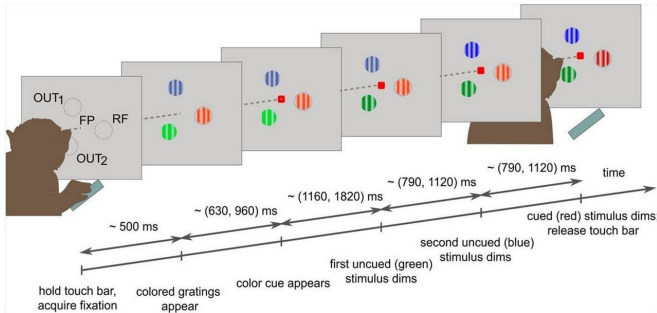 OUT1
FP
RF
OUT2
~ 500 ms
~ (630, 960) ms
~ (1160, 1820) ms
~ (790, 1120) ms
~ (790, 1120) ms
time
hold touch bar,
acquire fixation
colored gratings
appear
color cue appears
first uncued (green)
stimulus dims
second uncued (blue)
stimulus dims
cued (red) stimulus dims,
release touch bar